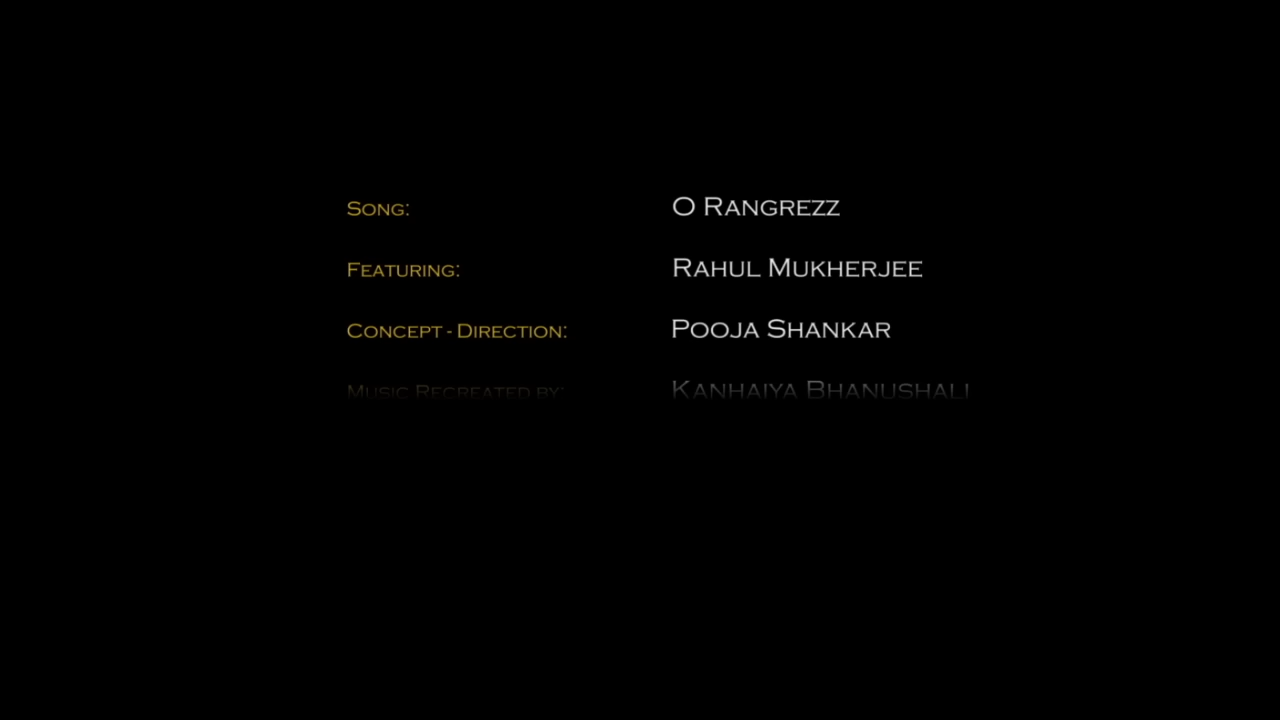 Song: O Rangrezz
Featuring: Rahul Mukherjee
Concept - Direction: Pooja Shankar
Music Recreated by: Kanhaiya Bhanushali